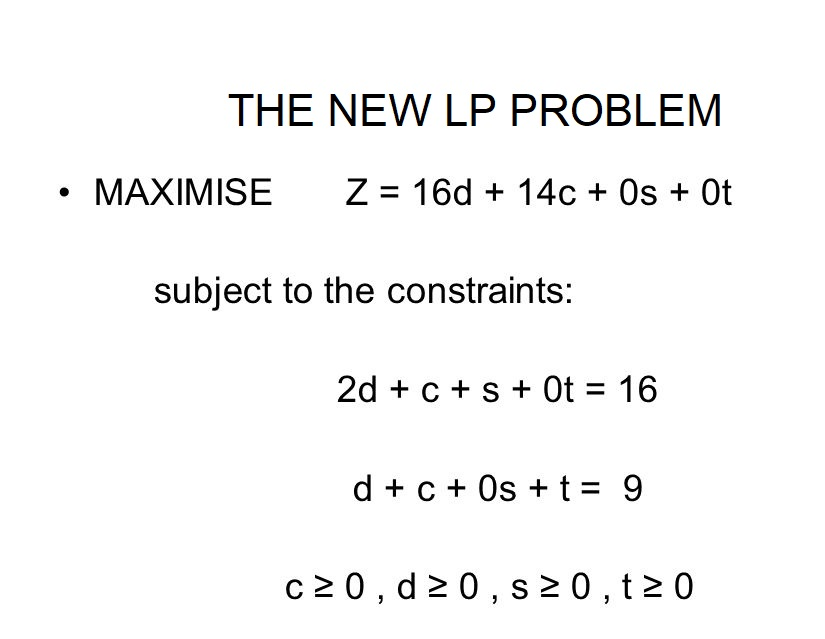 THE NEW LP PROBLEM
• MAXIMISE Z = 16d + 14c + 0s + 0t
subject to the constraints:
2d + c + s + 0t = 16
d + c + 0s + t = 9
c ≥ 0 , d ≥ 0 , s ≥ 0 , t ≥ 0